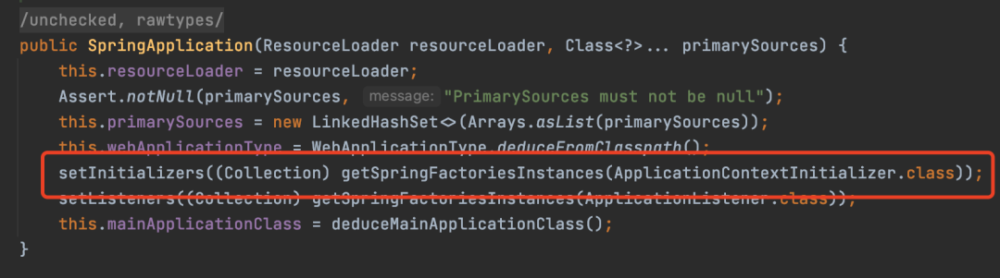 /unchecked, rawtypes/
public SpringApplication(ResourceLoader resourceLoader, Class<?>... primarySources) {
this.resourceLoader = resourceLoader;
Assert.notNull(primarySources, message: "PrimarySources must not be null");
this.primarySources = new LinkedHashSet<>(Arrays.asList(primarySources));
this.webApplicationType = WebApplicationType.deduceFromClasspath();
setInitializers((Collection) getSpringFactoriesInstances(ApplicationContextInitializer.class));
setListeners((Collection) getSpringFactoriesInstances(ApplicationListener.class));
this.mainApplicationClass = deduceMainApplicationClass();
}